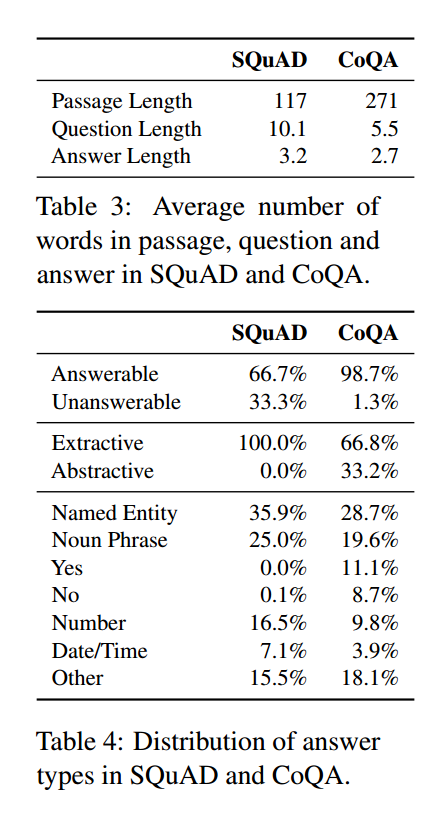 SQuAD CoQA
Passage Length 117 271
Question Length 10.1 5.5
Answer Length 3.2 2.7
Table 3: Average number of
words in passage, question and
answer in SQuAD and CoQA.
SQuAD CoQA
Answerable 66.7% 98.7%
Unanswerable 33.3% 1.3%
Extractive 100.0% 66.8%
Abstractive 0.0% 33.2%
Named Entity 35.9% 28.7%
Noun Phrase 25.0% 19.6%
Yes 0.0% 11.1%
No 0.1% 8.7%
Number 16.5% 9.8%
Date/Time 7.1% 3.9%
Other 15.5% 18.1%
Table 4: Distribution of answer
types in SQuAD and CoQA.